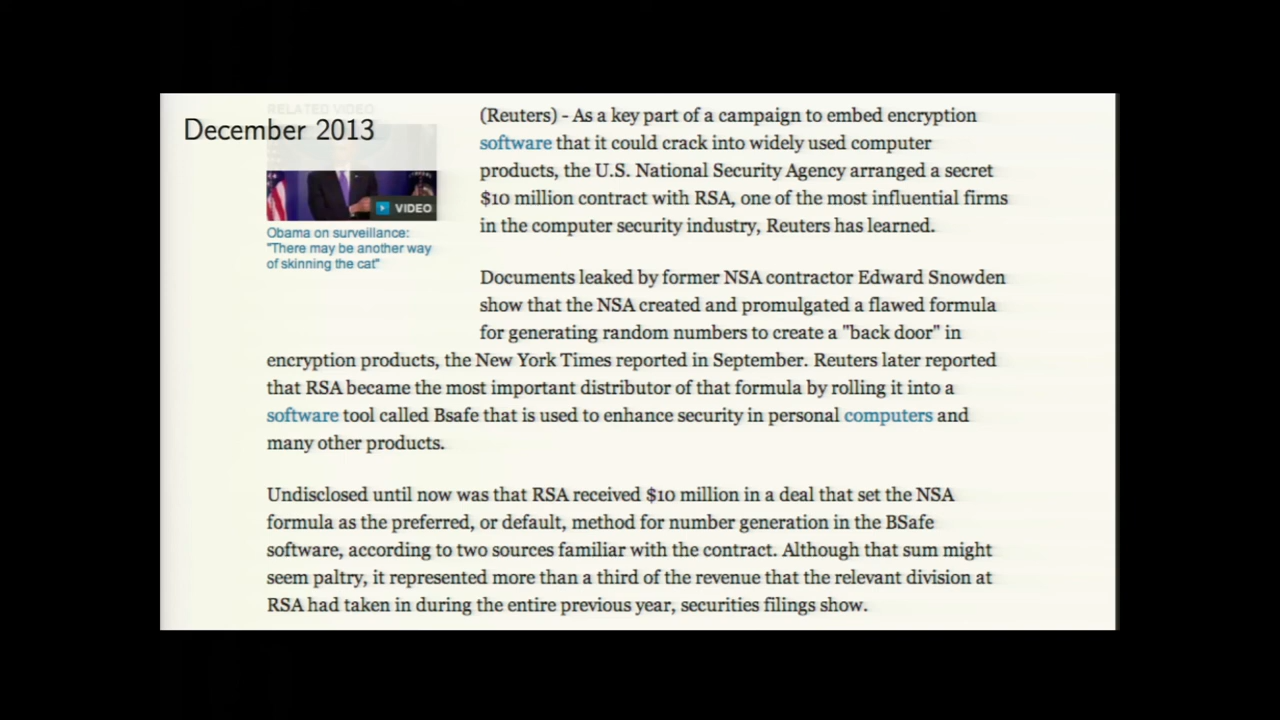 RELATED VIDEO
December 2013
VIDEO
Obama on surveillance:
"There may be another way
of skinning the cat"
(Reuters) - As a key part of a campaign to embed encryption
software that it could crack into widely used computer
products, the U.S. National Security Agency arranged a secret
$10 million contract with RSA, one of the most influential firms
in the computer security industry, Reuters has learned.
Documents leaked by former NSA contractor Edward Snowden
show that the NSA created and promulgated a flawed formula
for generating random numbers to create a "back door" in
encryption products, the New York Times reported in September. Reuters later reported
that RSA became the most important distributor of that formula by rolling it into a
software tool called Bsafe that is used to enhance security in personal computers and
many other products.
Undisclosed until now was that RSA received $10 million in a deal that set the NSA
formula as the preferred, or default, method for number generation in the BSafe
software, according to two sources familiar with the contract. Although that sum might
seem paltry, it represented more than a third of the revenue that the relevant division at
RSA had taken in during the entire previous year, securities filings show.